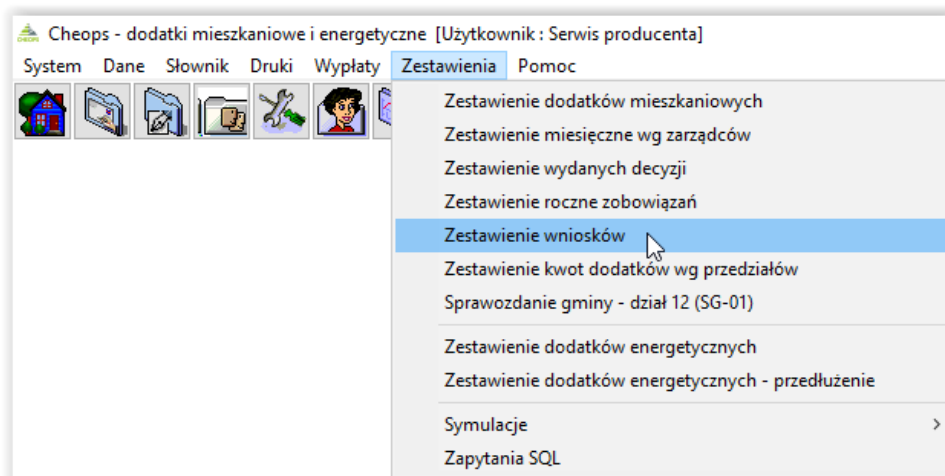 CHEOPS
Cheops - dodatki mieszkaniowe i energetyczne [Użytkownik : Serwis producenta]
System Dane Słownik Druki Wypłaty Zestawienia Pomoc
Zestawienie dodatków mieszkaniowych
Zestawienie miesięczne wg zarządców
Zestawienie wydanych decyzji
Zestawienie roczne zobowiązań
Zestawienie wniosków
Zestawienie kwot dodatków wg przedziałów
Sprawozdanie gminy - dział 12 (SG-01)
Zestawienie dodatków energetycznych
Zestawienie dodatków energetycznych - przedłużenie
Symulacje
Zapytania SQL